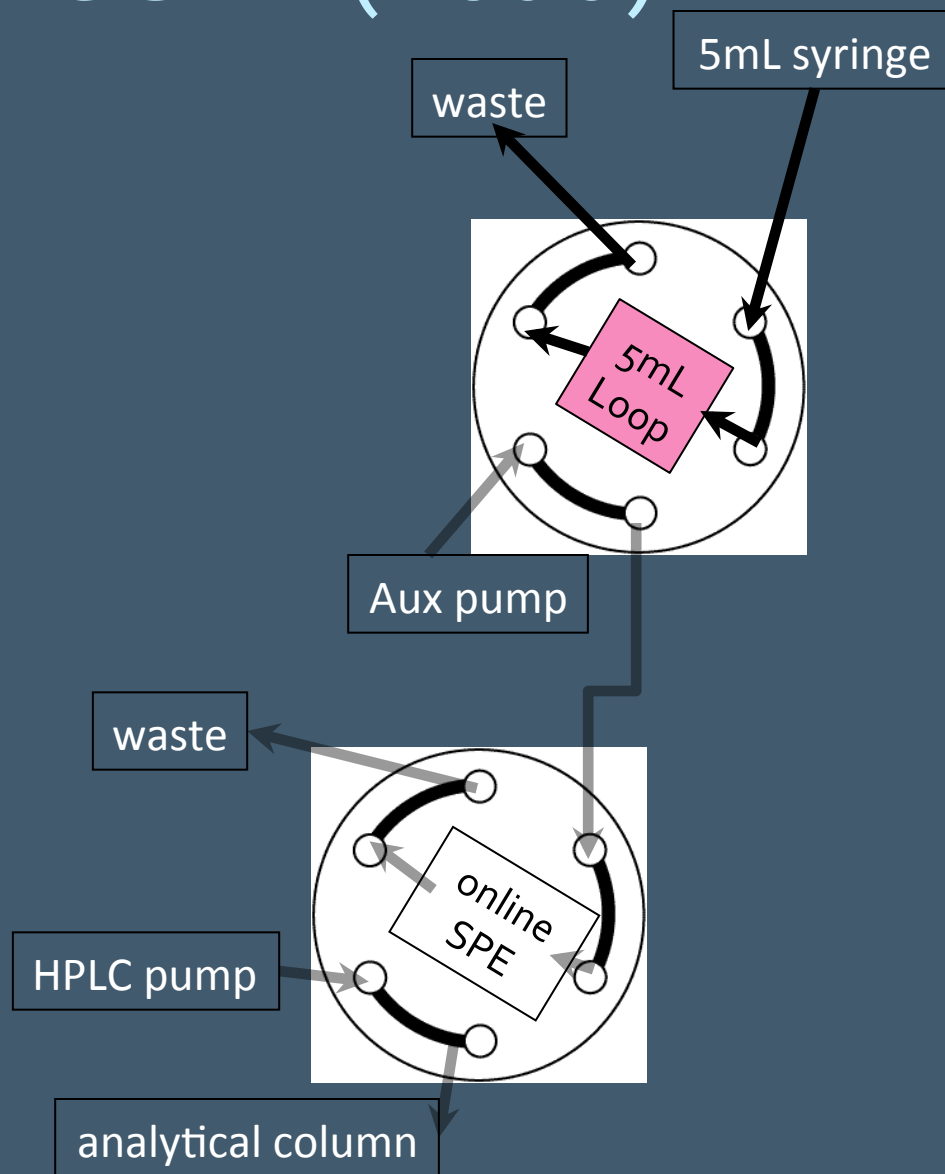 5mL syringe
waste
5mL
Loop
Aux pump
waste
online
SPE
HPLC pump
analytical column